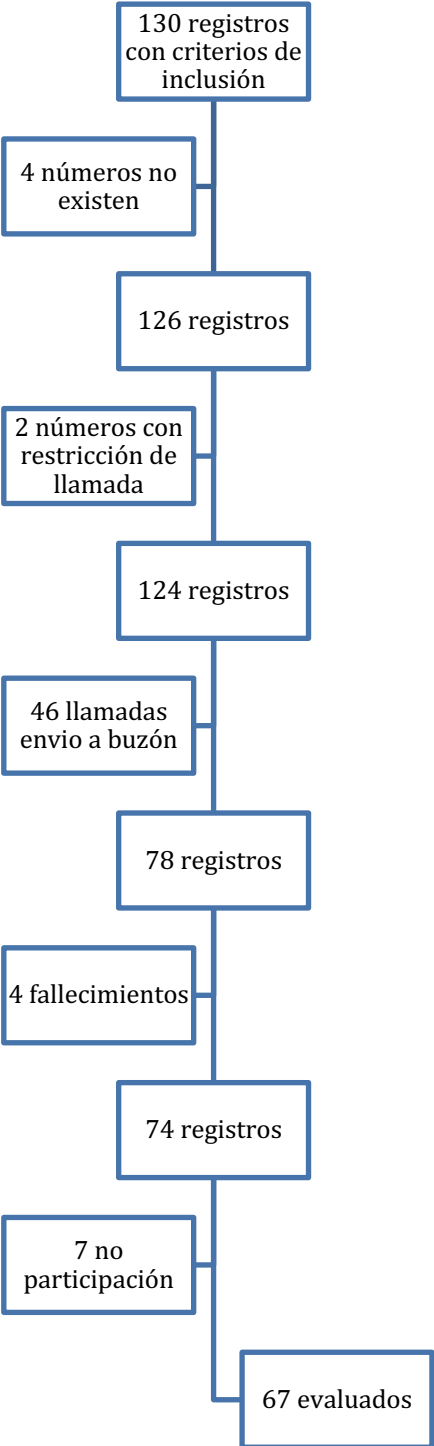 130 registros
con criterios de
inclusión
4 números no
existen
126 registros
2 números con
restricción de
llamada
124 registros
46 llamadas
envio a buzón
78 registros
4 fallecimientos
74 registros
7 no
participación
67 evaluados